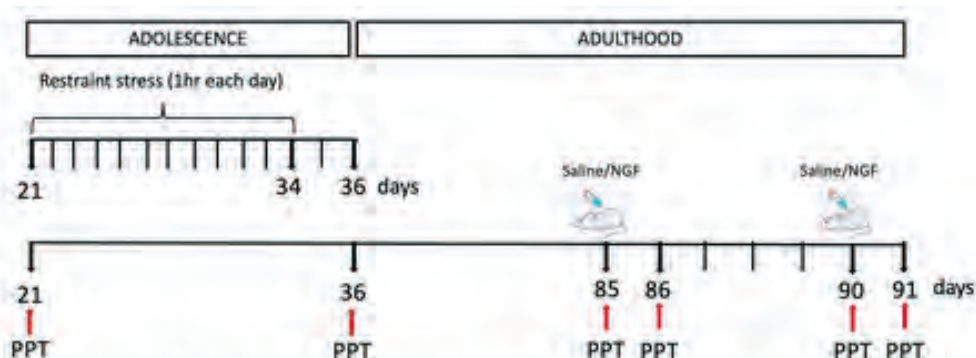 ADOLESCENCE ADULTHOOD
Restraint stress (1hr each day)
21 34 36 days
Saline/NGF Saline/NGF
21 36 85 86 90 91 days
PPT PPT PPT PPT PPT PPT